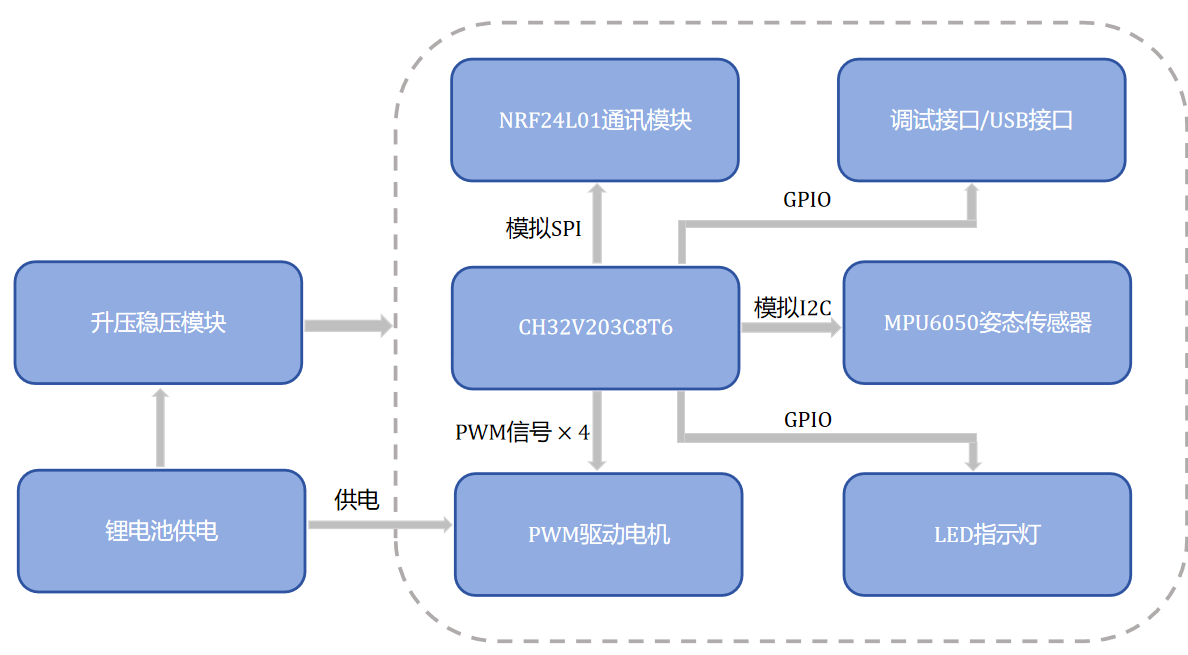 NRF24L01通讯模块
调试接口/USB接口
GPIO
模拟SPI
升压稳压模块
CH32V203C8T6
模拟I2C
MPU6050姿态传感器
PWM信号×4
GPIO
锂电池供电
供电
PWM驱动电机
LED指示灯